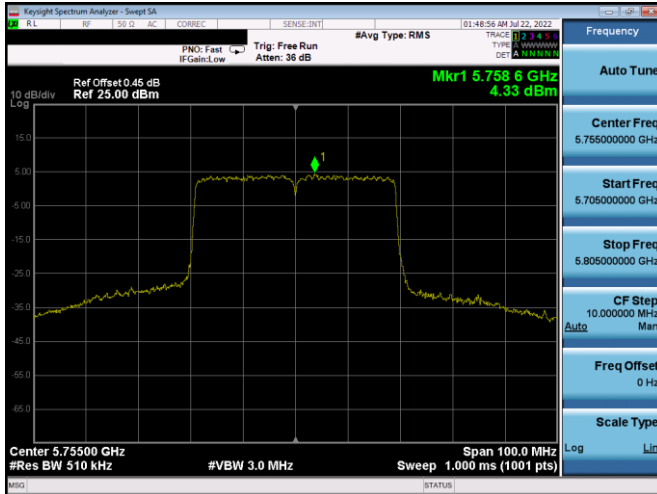 Keysight Spectrum Analyzer - Swept SA
RL RF 50 Ω AC CORREC SENSE:INT 01:48:56 AM Jul 22, 2022
#Avg Type: RMS
TRACE 1 2 3 4 5 6
PNO: Fast Trig: Free Run TYPE A WWWWW
IFGain:Low Atten: 36 dB DET A N N N N N
Ref Offset 0.45 dB
10 dB/div Ref 25.00 dBm
Log
Mkr1 5.758 6 GHz
4.33 dBm
1
15.0
5.00
-5.00
-15.0
-25.0
-35.0
-45.0
-55.0
-65.0
Center 5.75500 GHz Span 100.0 MHz
#Res BW 510 kHz #VBW 3.0 MHz Sweep 1.000 ms (1001 pts)
MSG STATUS
Frequency
Auto Tune
Center Freq
5.755000000 GHz
Start Freq
5.705000000 GHz
Stop Freq
5.805000000 GHz
CF Step
10.000000 MHz
Auto Man
Freq Offset
0 Hz
Scale Type
Log Lin